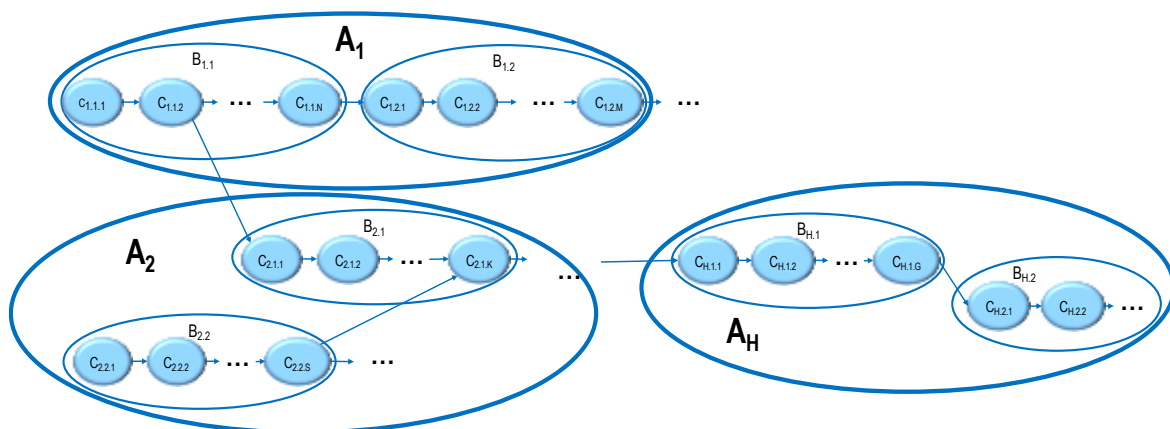 A1
B1.1
B1.2
C1.1.1 C1.1.2 ... C1.1.N C1.2.1 C1.2.2 ... C1.2.M ...
A2
B2.1
C2.1.1 C2.1.2 ... C2.1.K ...
B2.2
C2.2.1 C2.2.2 ... C2.2.S ...
BH.1
CH.1.1 CH.1.2 ... CH.1.G
BH.2
CH.2.1 CH.2.2 ...
AH